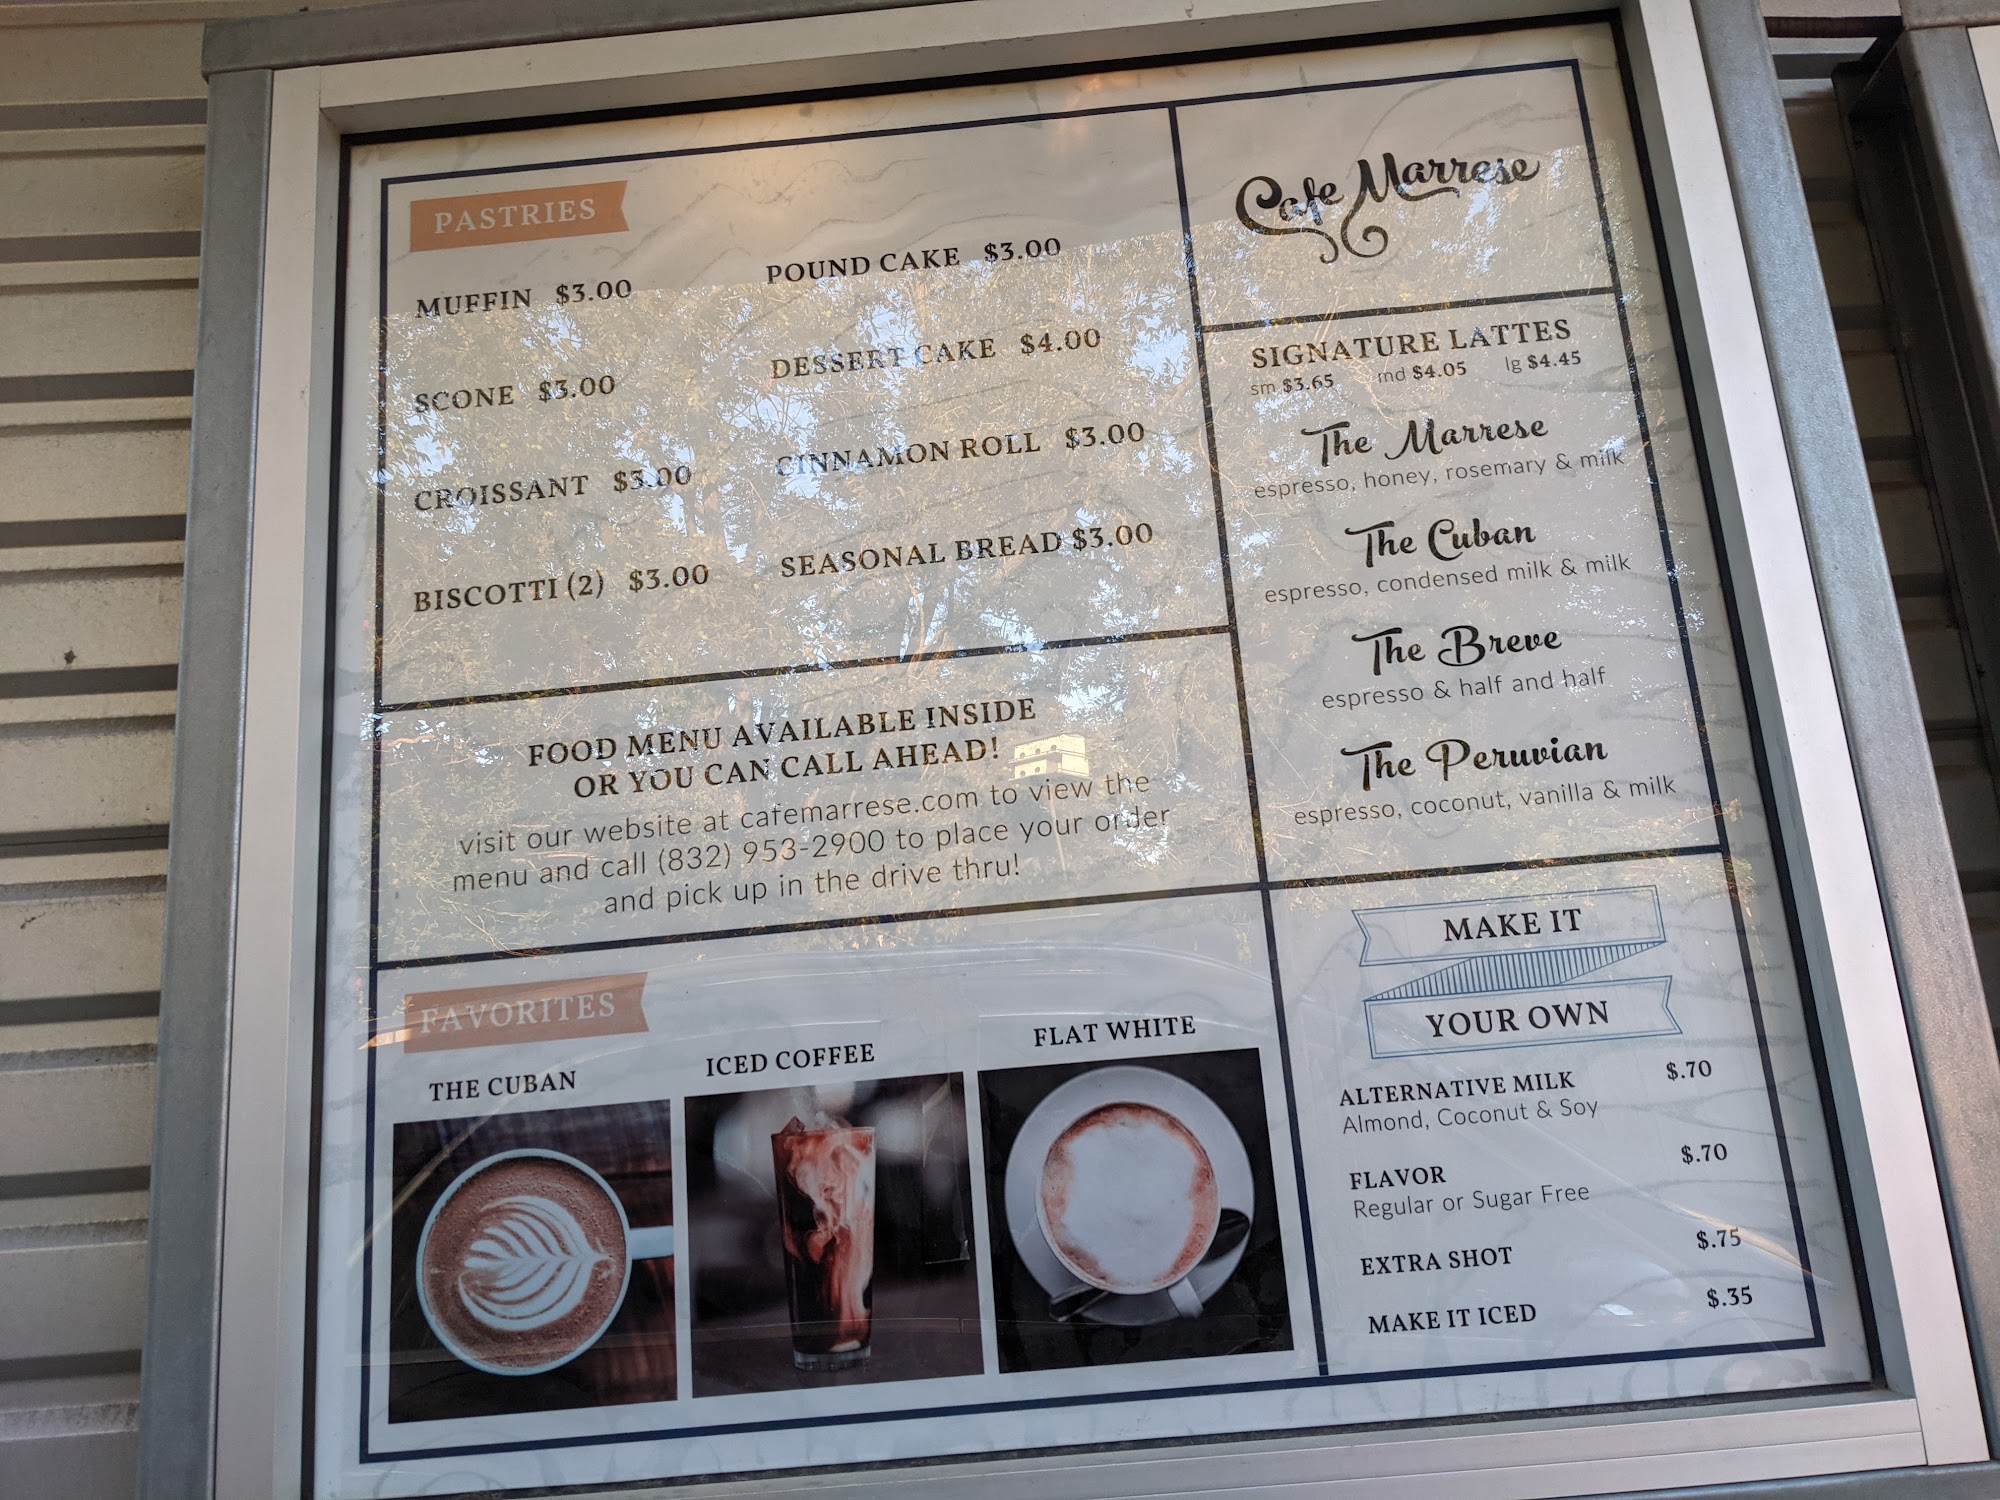 PASTRIES
MUFFIN $3.00
SCONE $3.00
CROISSANT $3.00
BISCOTTI (2) $3.00
POUND CAKE $3.00
DESSERT CAKE $4.00
CINNAMON ROLL $3.00
SEASONAL BREAD $3.00
FOOD MENU AVAILABLE INSIDE
OR YOU CAN CALL AHEAD!
visit our website at cafemarrese.com to view the
menu and call (832) 953-2900 to place your order
and pick up in the drive thru!
FAVORITES
THE CUBAN
ICED COFFEE
FLAT WHITE
Cafe Marrese
SIGNATURE LATTES
sm $3.65 md $4.05 lg $4.45
The Marrese
espresso, honey, rosemary & milk
The Cuban
espresso, condensed milk & milk
The Breve
espresso & half and half
The Peruvian
espresso, coconut, vanilla & milk
MAKE IT
YOUR OWN
ALTERNATIVE MILK $.70
Almond, Coconut & Soy
FLAVOR $.70
Regular or Sugar Free
EXTRA SHOT $.75
MAKE IT ICED $.35